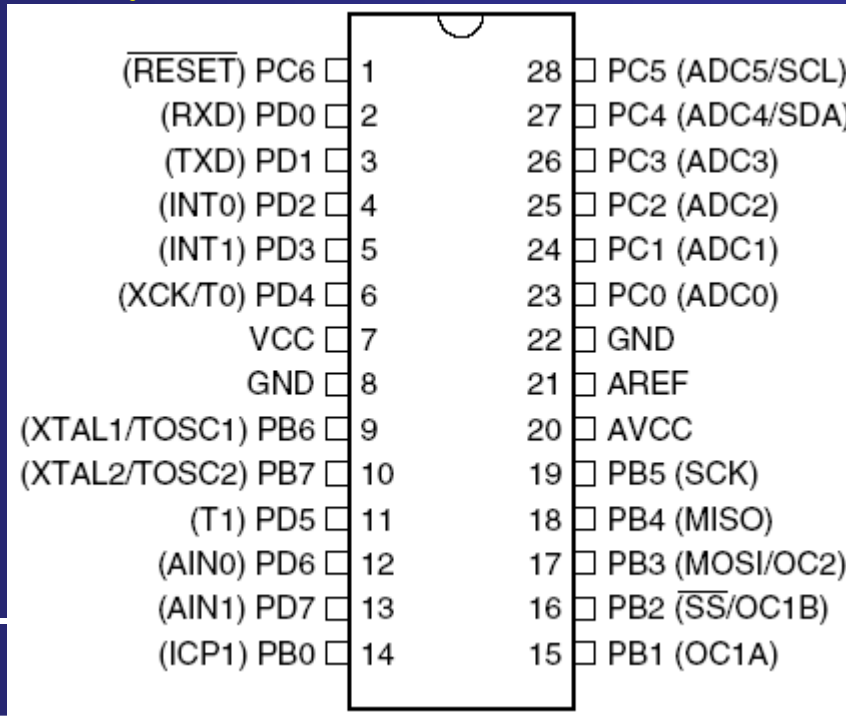 (RESET) PC6 1 28 PC5 (ADC5/SCL)
(RXD) PD0 2 27 PC4 (ADC4/SDA)
(TXD) PD1 3 26 PC3 (ADC3)
(INT0) PD2 4 25 PC2 (ADC2)
(INT1) PD3 5 24 PC1 (ADC1)
(XCK/T0) PD4 6 23 PC0 (ADC0)
VCC 7 22 GND
GND 8 21 AREF
(XTAL1/TOSC1) PB6 9 20 AVCC
(XTAL2/TOSC2) PB7 10 19 PB5 (SCK)
(T1) PD5 11 18 PB4 (MISO)
(AIN0) PD6 12 17 PB3 (MOSI/OC2)
(AIN1) PD7 13 16 PB2 (SS/OC1B)
(ICP1) PB0 14 15 PB1 (OC1A)